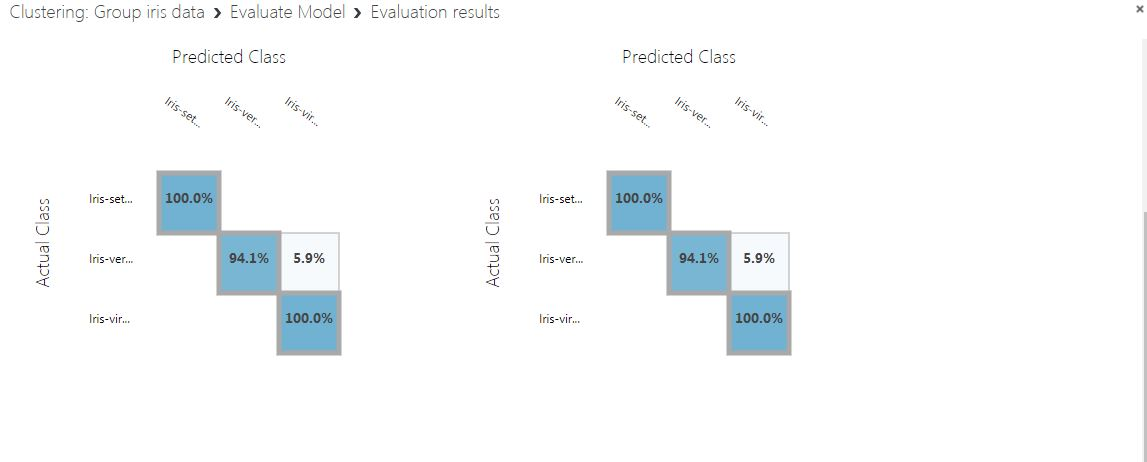 Clustering: Group iris data › Evaluate Model › Evaluation results
Predicted Class
Iris-set...
Iris-ver...
Iris-vir...
Actual Class
Iris-set...
100.0%
Iris-ver...
94.1%
5.9%
Iris-vir...
100.0%
Predicted Class
Iris-set...
Iris-ver...
Iris-vir...
Actual Class
Iris-set...
100.0%
Iris-ver...
94.1%
5.9%
Iris-vir...
100.0%